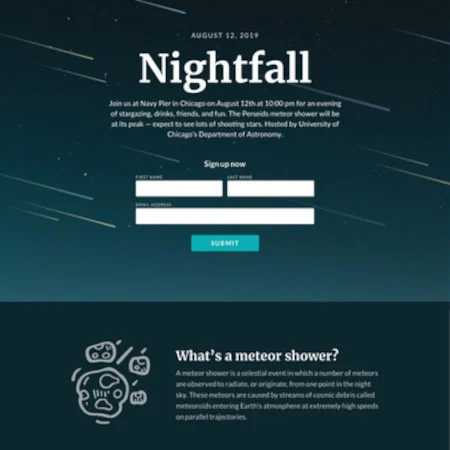 AUGUST 12, 2019
Nightfall
Join us at Navy Pier in Chicago on August 12th at 10:00 pm for an evening
of stargazing, drinks, friends, and fun. The Perseids meteor shower will be
at its peak — expect to see lots of shooting stars. Hosted by University of
Chicago's Department of Astronomy.
Sign up now
FIRST NAME LAST NAME
EMAIL ADDRESS
SUBMIT
What's a meteor shower?
A meteor shower is a celestial event in which a number of meteors
are observed to radiate, or originate, from one point in the night
sky. These meteors are caused by streams of cosmic debris called
meteoroids entering Earth's atmosphere at extremely high speeds
on parallel trajectories.